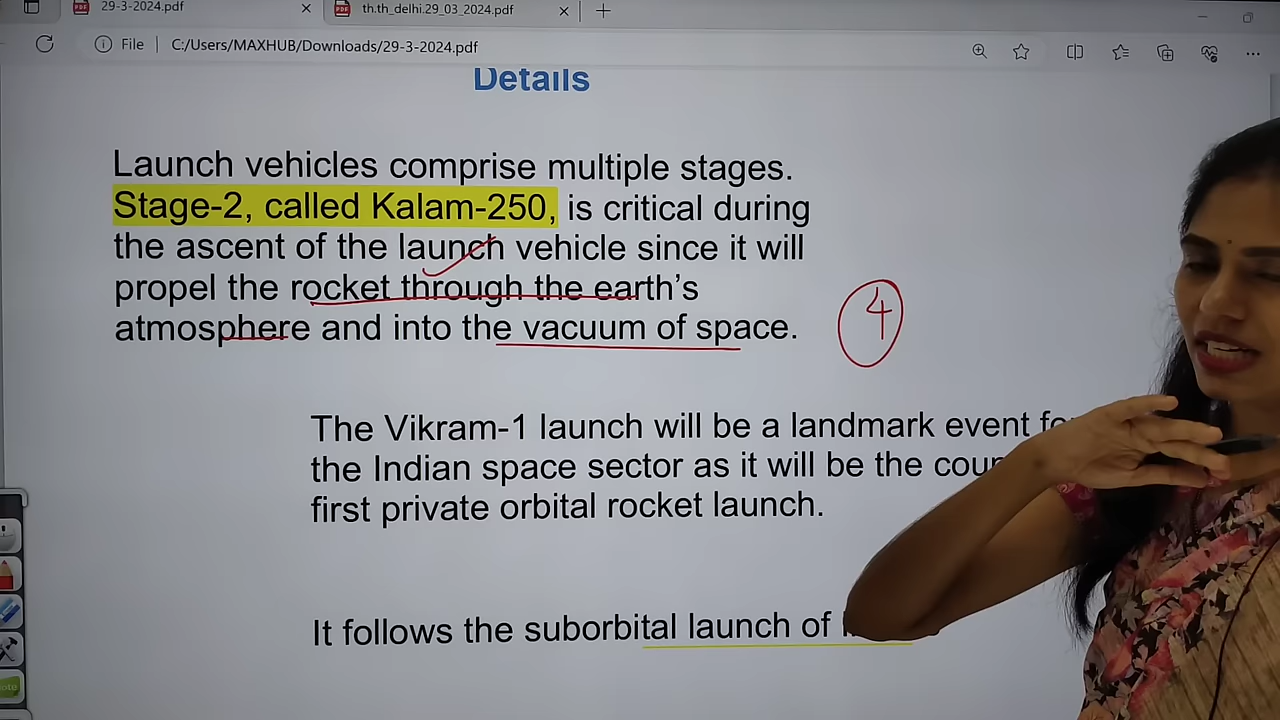 29-3-2024.pdf
th.th_delhi.29_03_2024.pdf
File
C:/Users/MAXHUB/Downloads/29-3-2024.pdf
Details
Launch vehicles comprise multiple stages.
Stage-2, called Kalam-250, is critical during
the ascent of the launch vehicle since it will
propel the rocket through the earth's
atmosphere and into the vacuum of space.
4
The Vikram-1 launch will be a landmark event
the Indian space sector as it will be the
first private orbital rocket launch.
It follows the suborbital launch of